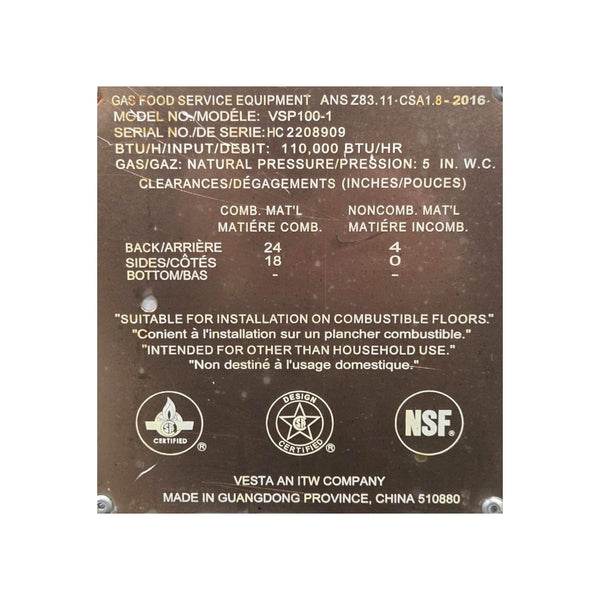 GAS FOOD SERVICE EQUIPMENT ANS Z83.11·CSA1.8-2016
MODEL NO./MODÉLE: VSP100-1
SERIAL NO./DE SERIE:HC2208909
BTU/H/INPUT/DEBIT: 110,000 BTU/HR
GAS/GAZ: NATURAL PRESSURE/PRESSION: 5 IN. W.C.
CLEARANCES/DÉGAGEMENTS (INCHES/POUCES)
COMB. MAT'L NONCOMB. MAT'L
MATIÉRE COMB. MATIÉRE INCOMB.
BACK/ARRIÈRE 24 4
SIDES/CÔTÉS 18 0
BOTTOM/BAS - -
"SUITABLE FOR INSTALLATION ON COMBUSTIBLE FLOORS."
"Conient à l'installation sur un plancher combustible."
"INTENDED FOR OTHER THAN HOUSEHOLD USE."
"Non destiné à l'usage domestique."
CERTIFIED ®
DESIGN CERTIFIED ®
NSF®
VESTA AN ITW COMPANY
MADE IN GUANGDONG PROVINCE, CHINA 510880